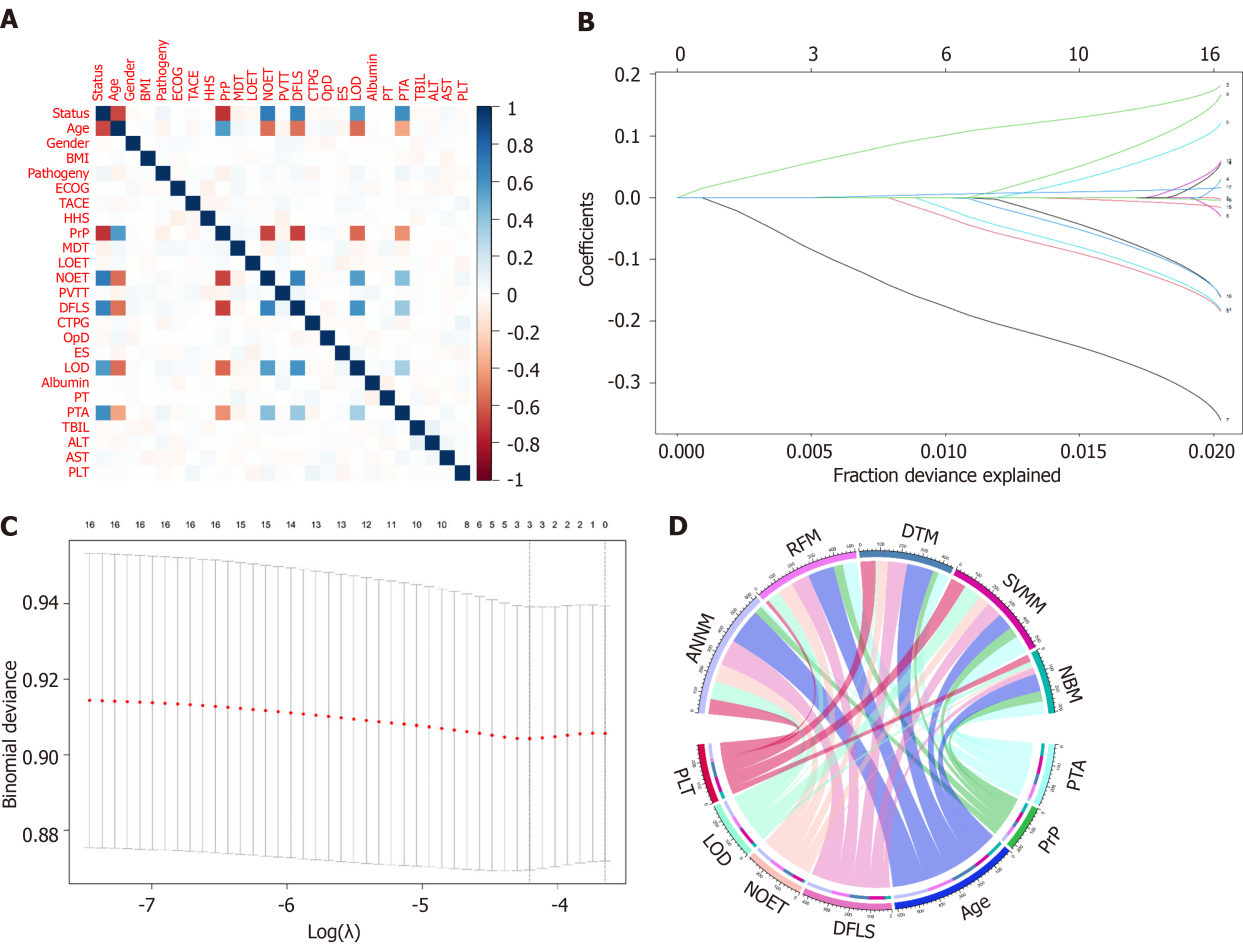 A
Status
Age
Gender
BMI
Pathogeny
ECOG
TACE
HHS
PrP
MDT
LOET
NOET
PVTT
DFLS
CTPG
OpD
ES
LOD
Albumin
PT
PTA
TBIL
ALT
AST
PLT
Status
Age
Gender
BMI
Pathogeny
ECOG
TACE
HHS
PrP
MDT
LOET
NOET
PVTT
DFLS
CTPG
OpD
ES
LOD
Albumin
PT
PTA
TBIL
ALT
AST
PLT
1
0.8
0.6
0.4
0.2
0
-0.2
-0.4
-0.6
-0.8
-1
B
0 3 6 10 16
0.2
0.1
0.0
-0.1
-0.2
-0.3
Coefficients
0.000 0.005 0.010 0.015 0.020
Fraction deviance explained
C
16 16 16 16 16 16 15 15 14 13 13 12 11 10 10 8 6 5 5 3 3 2 2 2 1 0
0.94
0.92
0.90
0.88
Binomial deviance
-7 -6 -5 -4
Log(λ)
D
RFM
DTM
SVMM
NBM
ANNM
PTA
PrP
Age
DFLS
NOET
LOD
PLT